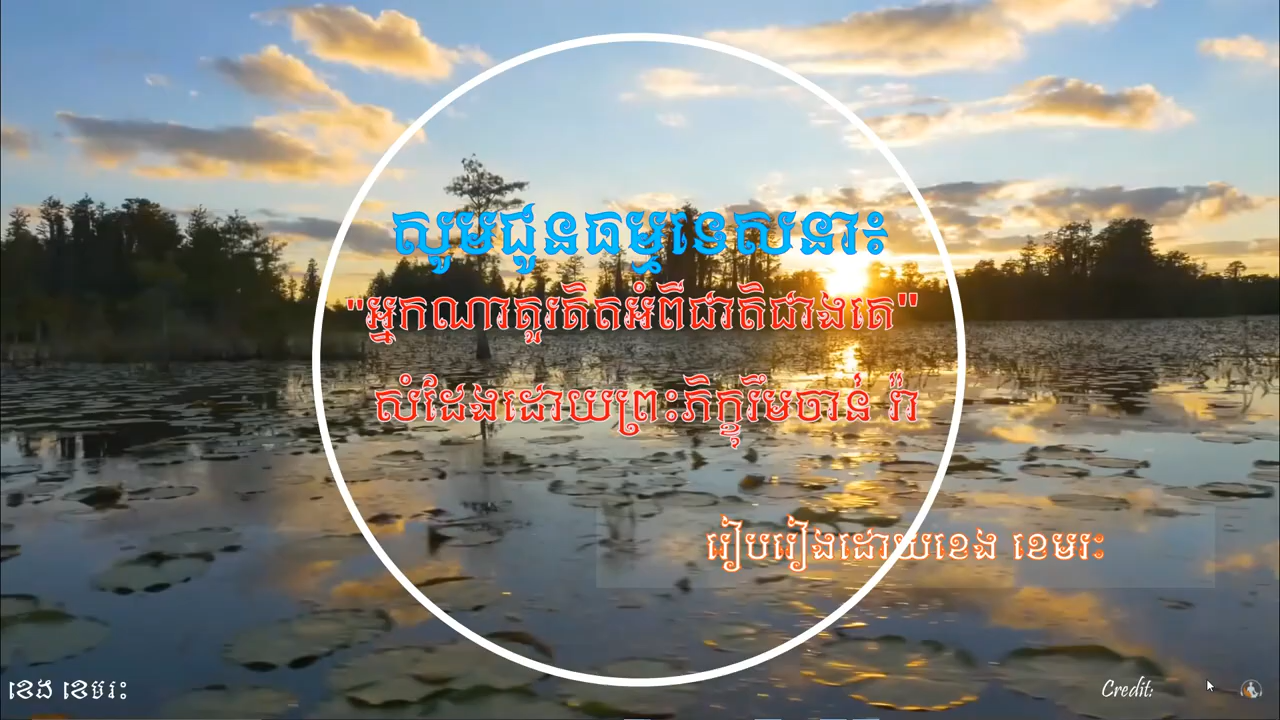 សូមជូនធម្មទេសនា៖
"អ្នកណាគួរគិតអំពីជាតិជាងគេ"
សំដែងដោយព្រះភិក្ខុរឹមចាន់ រ៉ា
រៀបរៀងដោយខេង ខេមរៈ
ខេង ខេមរះ
Credit: